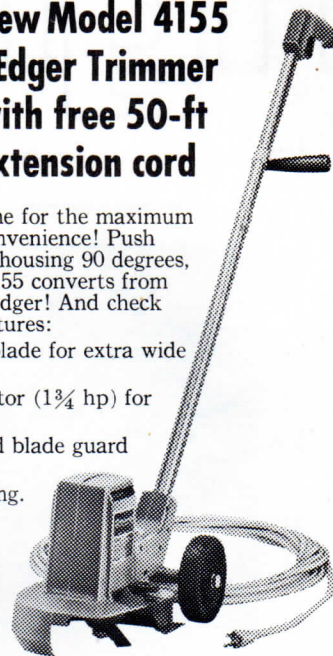 ew Model 4155
Edger Trimmer
ith free 50-ft
xtension cord
ne for the maximum
nvenience! Push
housing 90 degrees,
55 converts from
dger! And check
tures:
lade for extra wide
tor (1¾ hp) for
d blade guard
ng.